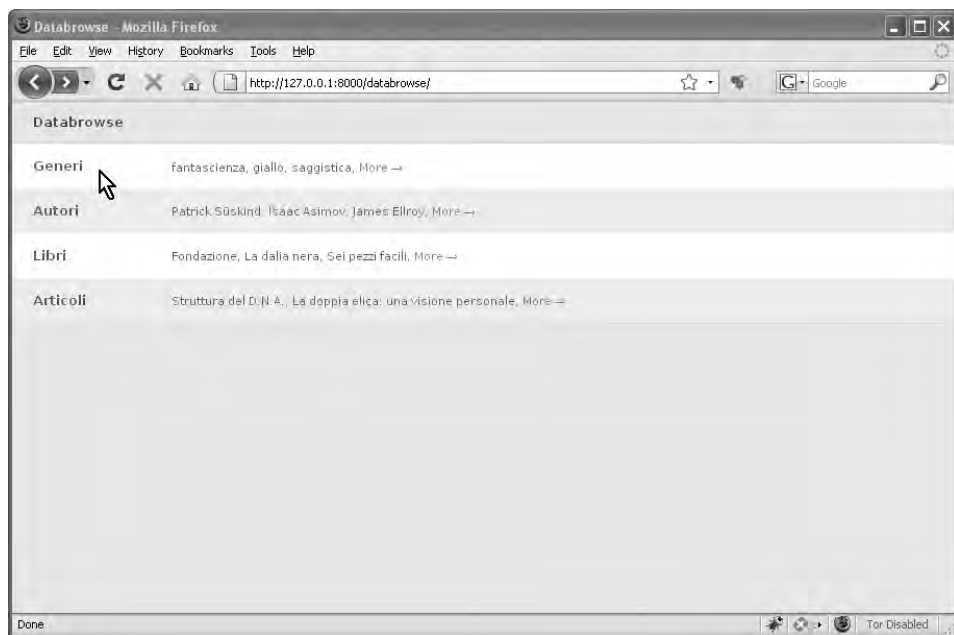 Databrowse - Mozilla Firefox
File Edit View History Bookmarks Tools Help
http://127.0.0.1:8000/databrowse/ G Google
Databrowse
Generi fantascienza, giallo, saggistica, More →
Autori Patrick Süskind, Isaac Asimov, James Ellroy, More →
Libri Fondazione, La dalia nera, Sei pezzi facili, More →
Articoli Struttura del D.N.A., La doppia elica: una visione personale, More →
Done Tor Disabled